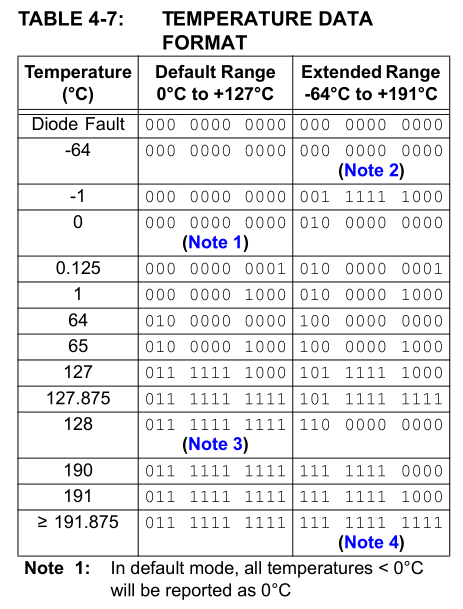 TABLE 4-7: TEMPERATURE DATA
FORMAT
Temperature (°C) Default Range 0°C to +127°C Extended Range -64°C to +191°C
Diode Fault 000 0000 0000 000 0000 0000
-64 000 0000 0000 000 0000 0000
(Note 2)
-1 000 0000 0000 001 1111 1000
0 000 0000 0000 010 0000 0000
(Note 1)
0.125 000 0000 0001 010 0000 0001
1 000 0000 1000 010 0000 1000
64 010 0000 0000 100 0000 0000
65 010 0000 1000 100 0000 1000
127 011 1111 1000 101 1111 1000
127.875 011 1111 1111 101 1111 1111
128 011 1111 1111 110 0000 0000
(Note 3)
190 011 1111 1111 111 1111 0000
191 011 1111 1111 111 1111 1000
≥ 191.875 011 1111 1111 111 1111 1111
(Note 4)
Note 1: In default mode, all temperatures < 0°C
will be reported as 0°C